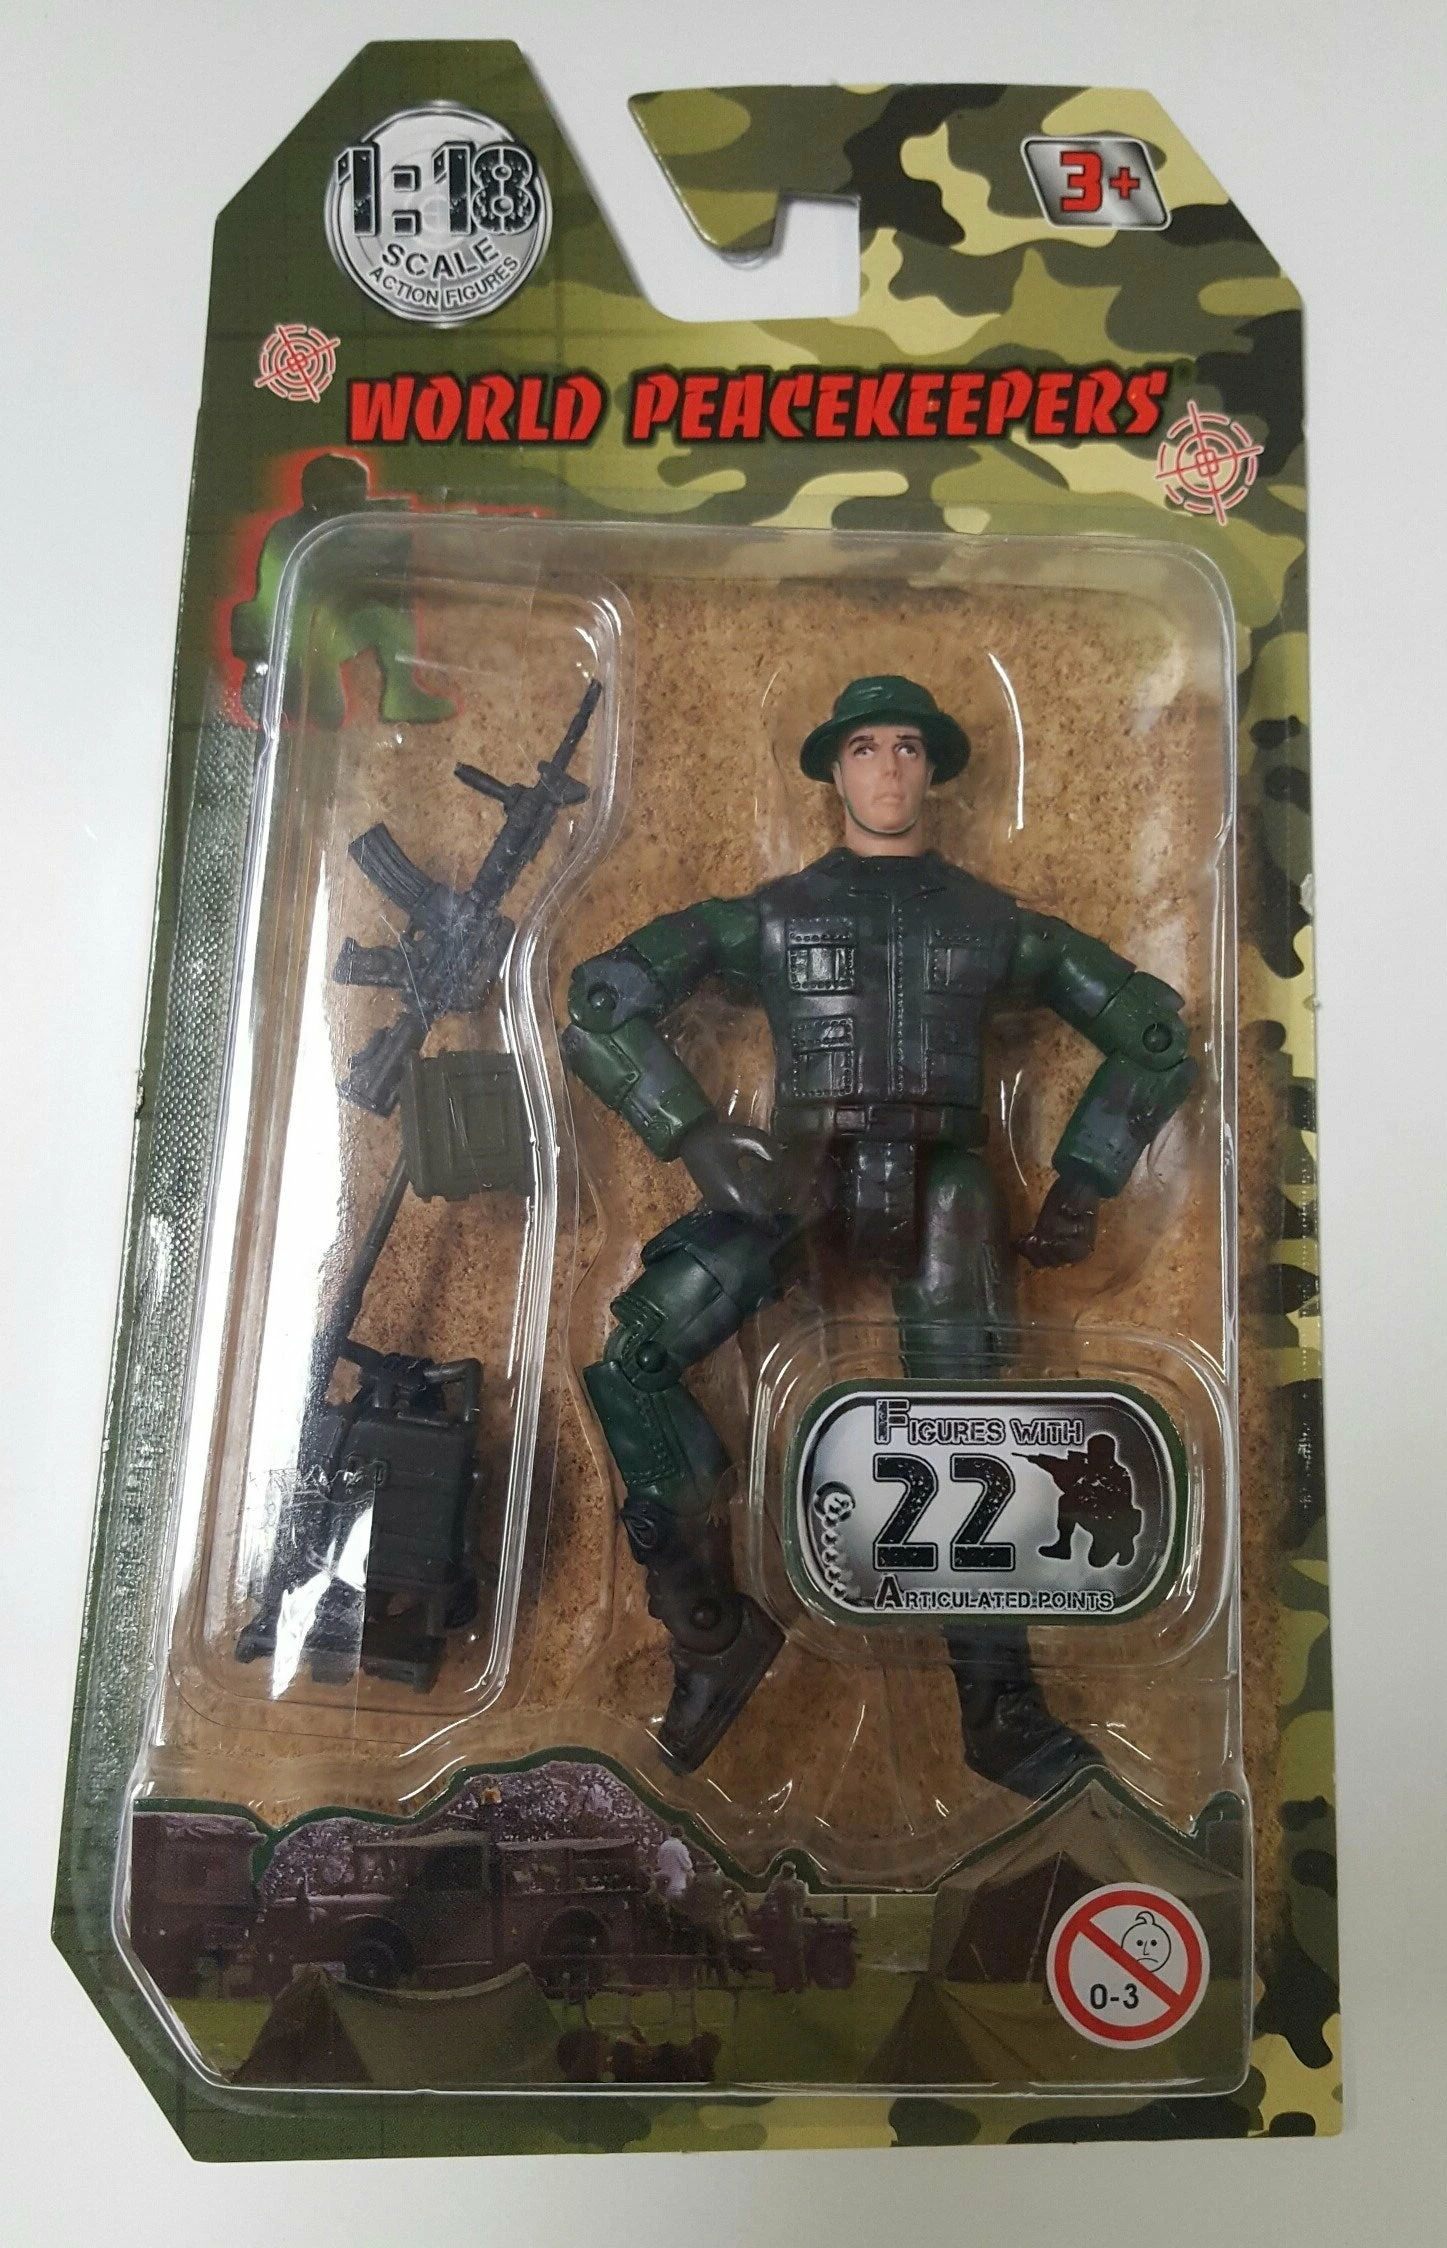 1:18
SCALE
ACTION FIGURES
3+
WORLD PEACEKEEPERS
FIGURES WITH
22
ARTICULATED POINTS
0-3